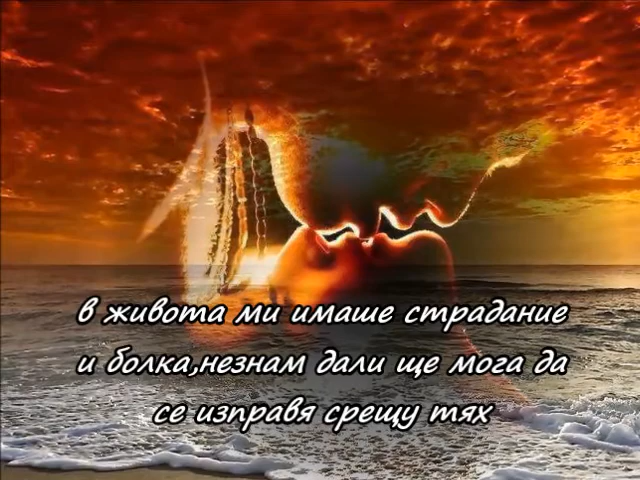 в живота ми имаше страдание
и болка,незнам дали ще мога да
се изправя срещу тях